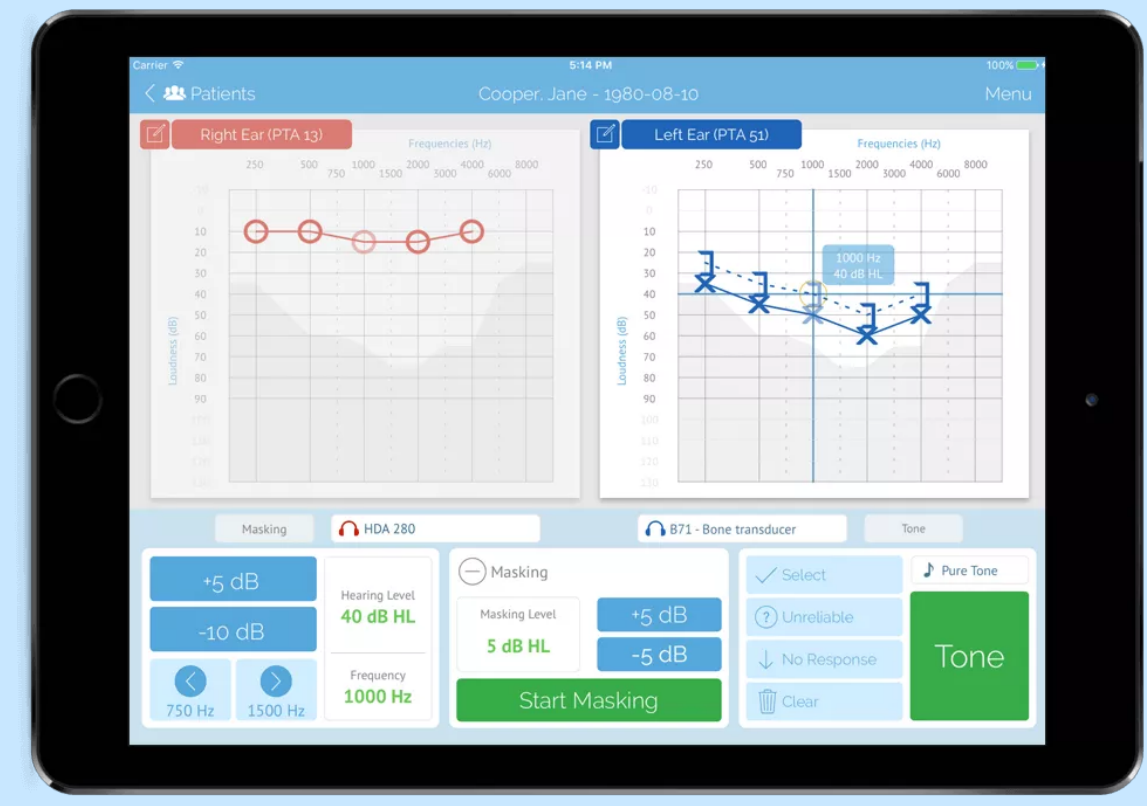 Carrier 5:14 PM 100%
Patients Cooper, Jane - 1980-08-10 Menu
Right Ear (PTA 13)
Frequencies (Hz)
250 500 1000 2000 4000 8000
750 1500 3000 6000
-10
0
10
20
30
40
50
60
70
80
90
100
110
120
130
Loudness (dB)
Left Ear (PTA 51)
Frequencies (Hz)
250 500 1000 2000 4000 8000
750 1500 3000 6000
-10
0
10
20
30
40
50
60
70
80
90
100
110
120
130
Loudness (dB)
1000 Hz
40 dB HL
Masking HDA 280 B71 - Bone transducer Tone
+5 dB
-10 dB
750 Hz 1500 Hz
Hearing Level
40 dB HL
Frequency
1000 Hz
Masking
Masking Level
5 dB HL
+5 dB
-5 dB
Start Masking
Select
? Unreliable
No Response
Clear
Pure Tone
Tone